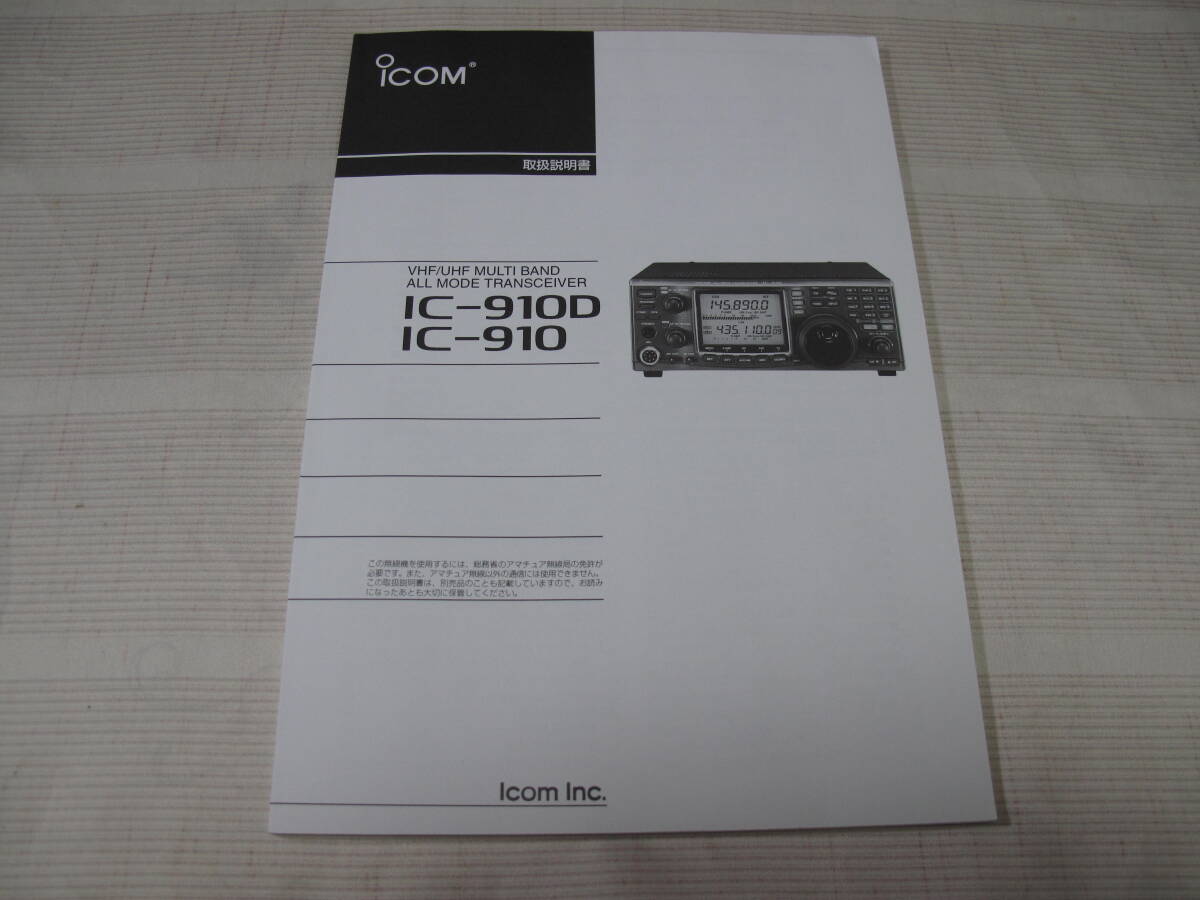 ICOM®
取扱説明書
VHF/UHF MULTI BAND
ALL MODE TRANSCEIVER
IC-910D
IC-910
145.890.0
435.110.0
この無線機を使用するには、総務省のアマチュア無線局の免許が
必要です。また、アマチュア無線以外の通信には使用できません。
この取扱説明書は、別売品のことも記載していますので、お読み
になったあとも大切に保管してください。
Icom Inc.